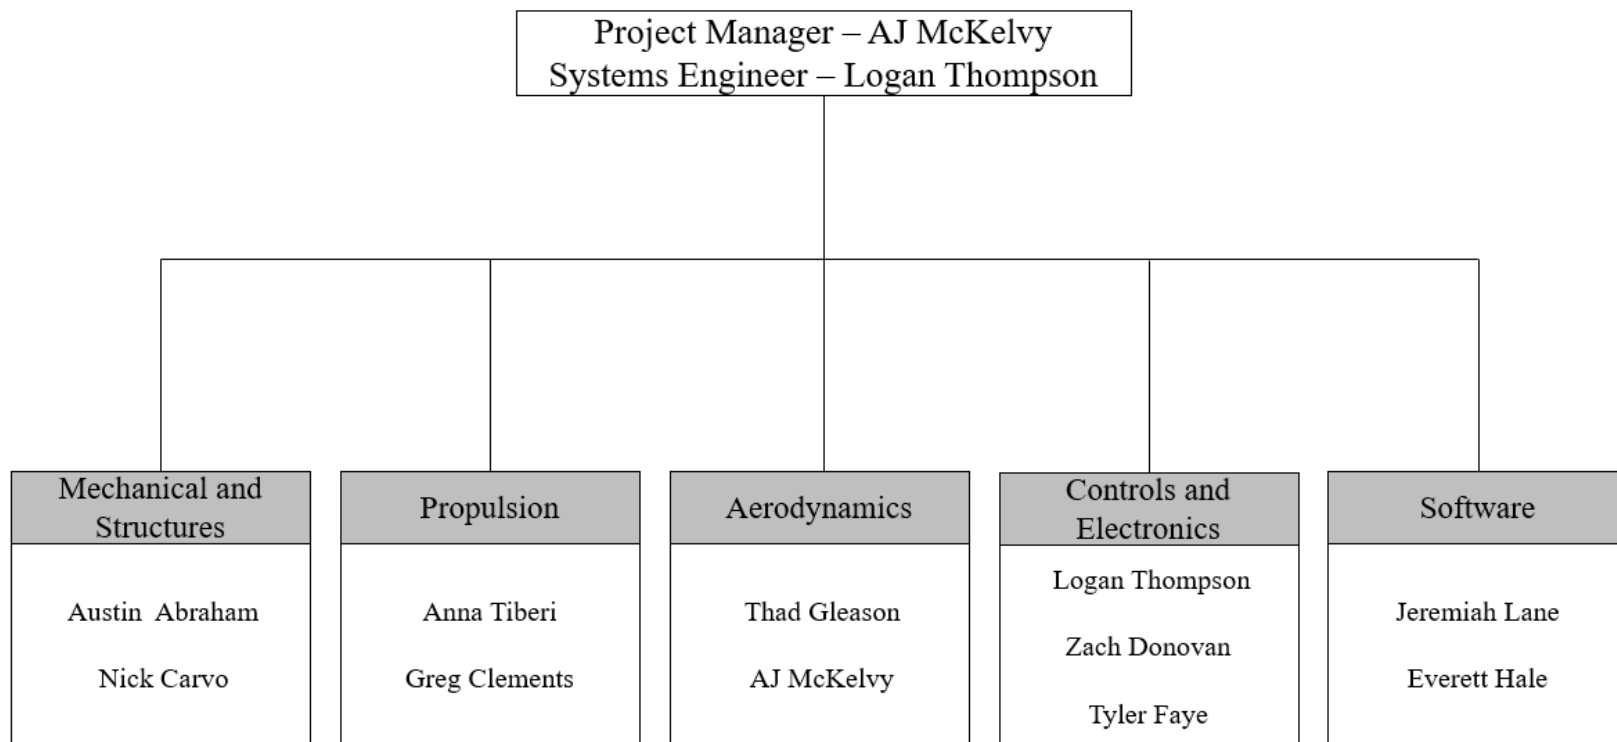 Project Manager – AJ McKelvy
Systems Engineer – Logan Thompson
Mechanical and
Structures
Austin  Abraham
Nick Carvo
Propulsion
Anna Tiberi
Greg Clements
Aerodynamics
Thad Gleason
AJ McKelvy
Controls and
Electronics
Logan Thompson
Zach Donovan
Tyler Faye
Software
Jeremiah Lane
Everett Hale